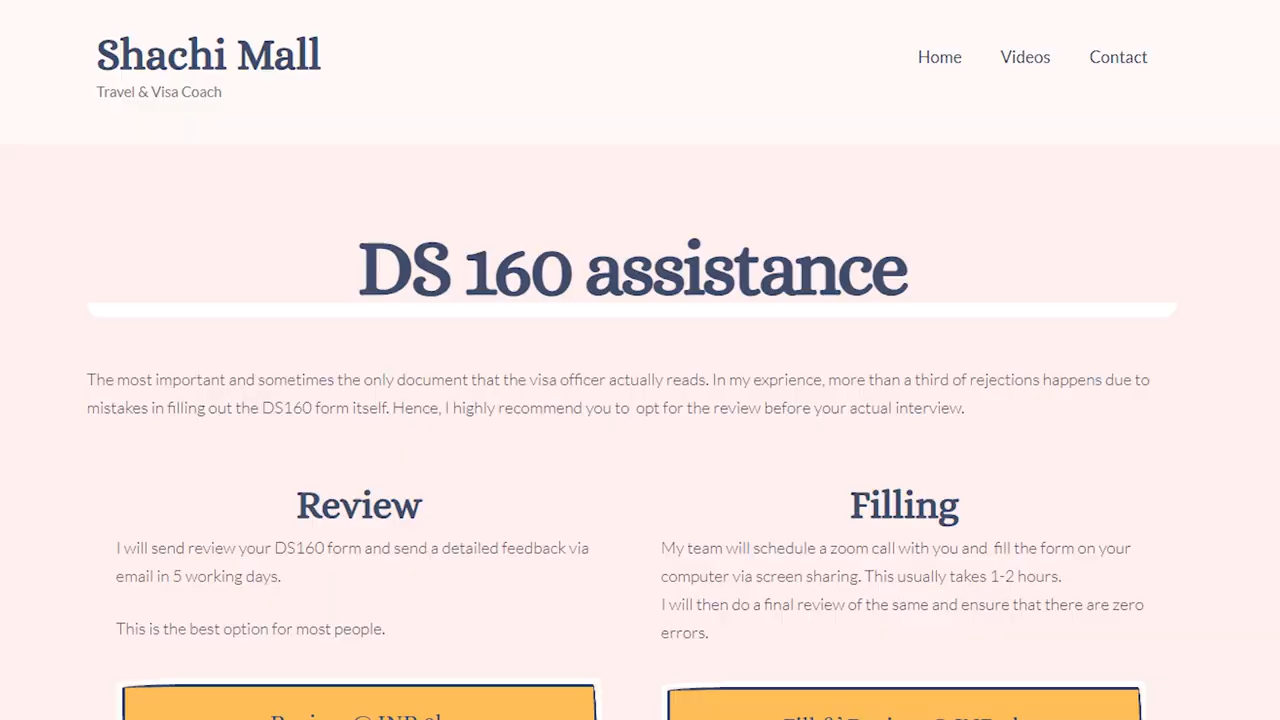 Shachi Mall
Travel & Visa Coach
Home Videos Contact
DS 160 assistance
The most important and sometimes the only document that the visa officer actually reads. In my exprience, more than a third of rejections happens due to
mistakes in filling out the DS160 form itself. Hence, I highly recommend you to opt for the review before your actual interview.
Review
I will send review your DS160 form and send a detailed feedback via
email in 5 working days.
This is the best option for most people.
Filling
My team will schedule a zoom call with you and fill the form on your
computer via screen sharing. This usually takes 1-2 hours.
I will then do a final review of the same and ensure that there are zero
errors.